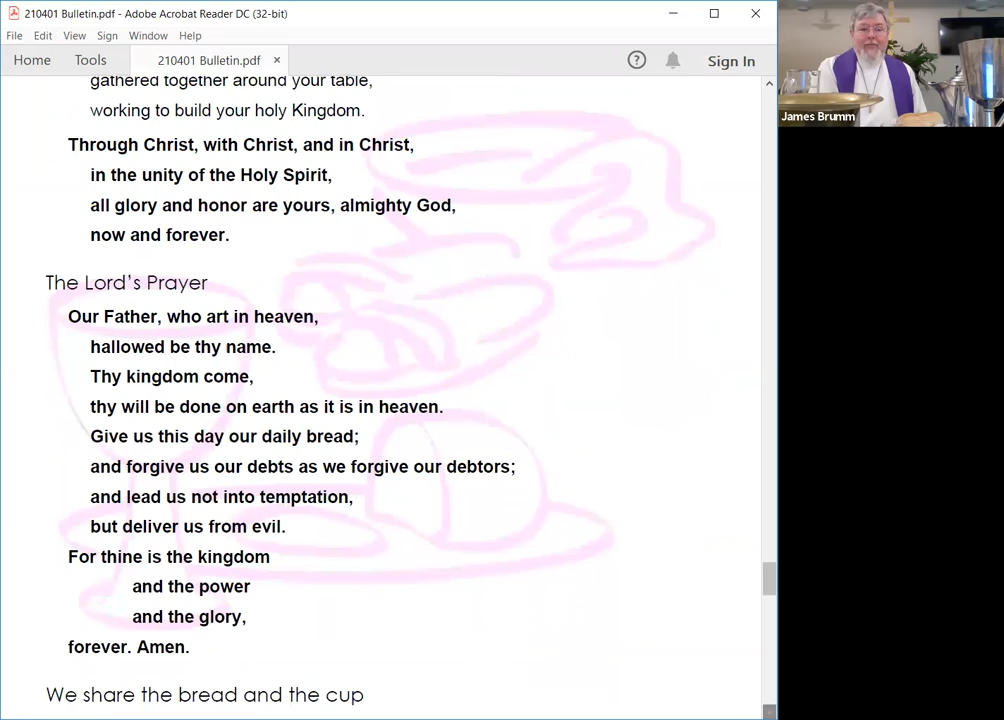 210401 Bulletin.pdf - Adobe Acrobat Reader DC (32-bit)
File Edit View Sign Window Help
Home Tools 210401 Bulletin.pdf × ? Sign In
gathered together around your table,
working to build your holy Kingdom.
Through Christ, with Christ, and in Christ,
in the unity of the Holy Spirit,
all glory and honor are yours, almighty God,
now and forever.
The Lord's Prayer
Our Father, who art in heaven,
hallowed be thy name.
Thy kingdom come,
thy will be done on earth as it is in heaven.
Give us this day our daily bread;
and forgive us our debts as we forgive our debtors;
and lead us not into temptation,
but deliver us from evil.
For thine is the kingdom
and the power
and the glory,
forever. Amen.
We share the bread and the cup
James Brumm